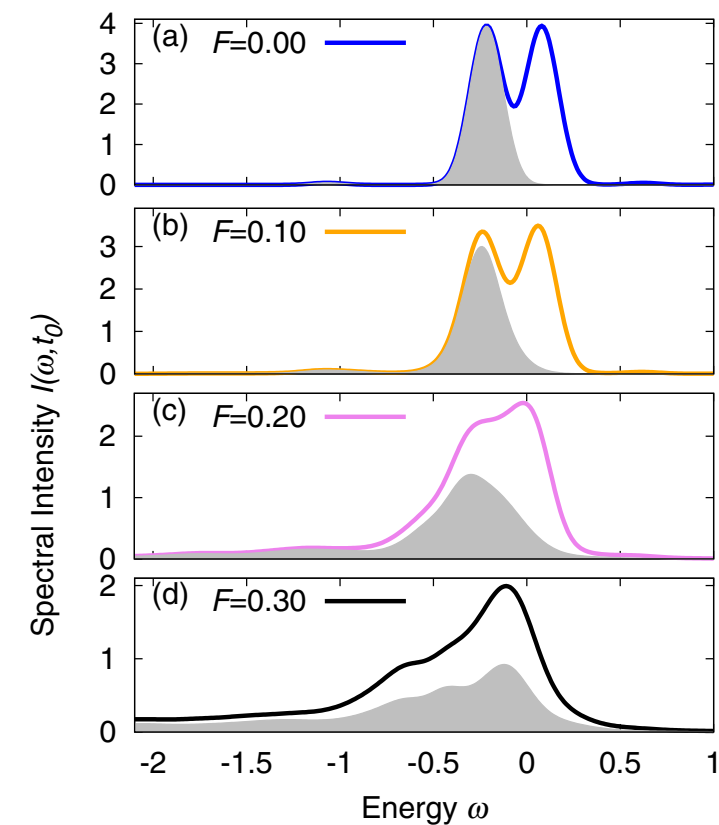 (a) F=0.00
4
3
2
1
0
(b) F=0.10
3
2
1
0
(c) F=0.20
2
1
0
(d) F=0.30
2
1
0
-2 -1.5 -1 -0.5 0 0.5 1
Energy ω
Spectral Intensity I(ω,t0)